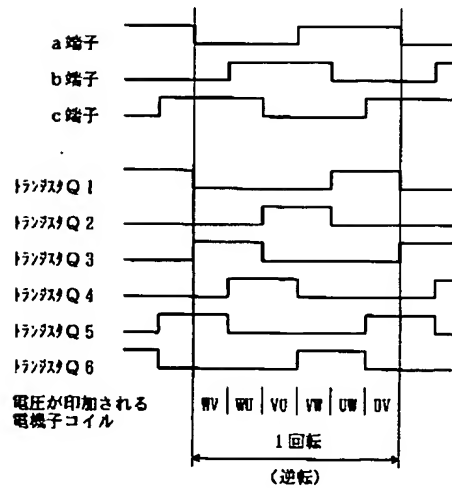 a端子
b端子
c端子
トランジスタQ1
トランジスタQ2
トランジスタQ3
トランジスタQ4
トランジスタQ5
トランジスタQ6
電圧が印加される WV WU VU VW UW UV
電機子コイル
1回転
(逆転)